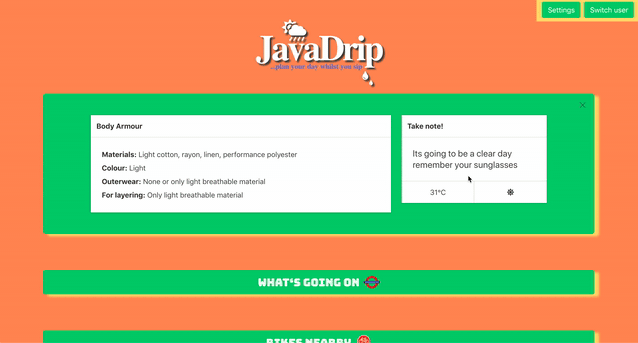 Settings
Switch user
JavaDrip
...plan your day whilst you sip
Body Armour
Materials: Light cotton, rayon, linen, performance polyester
Colour: Light
Outerwear: None or only light breathable material
For layering: Only light breathable material
Take note!
Its going to be a clear day
remember your sunglasses
31°C
WHAT'S GOING ON
BIKES NEARBY